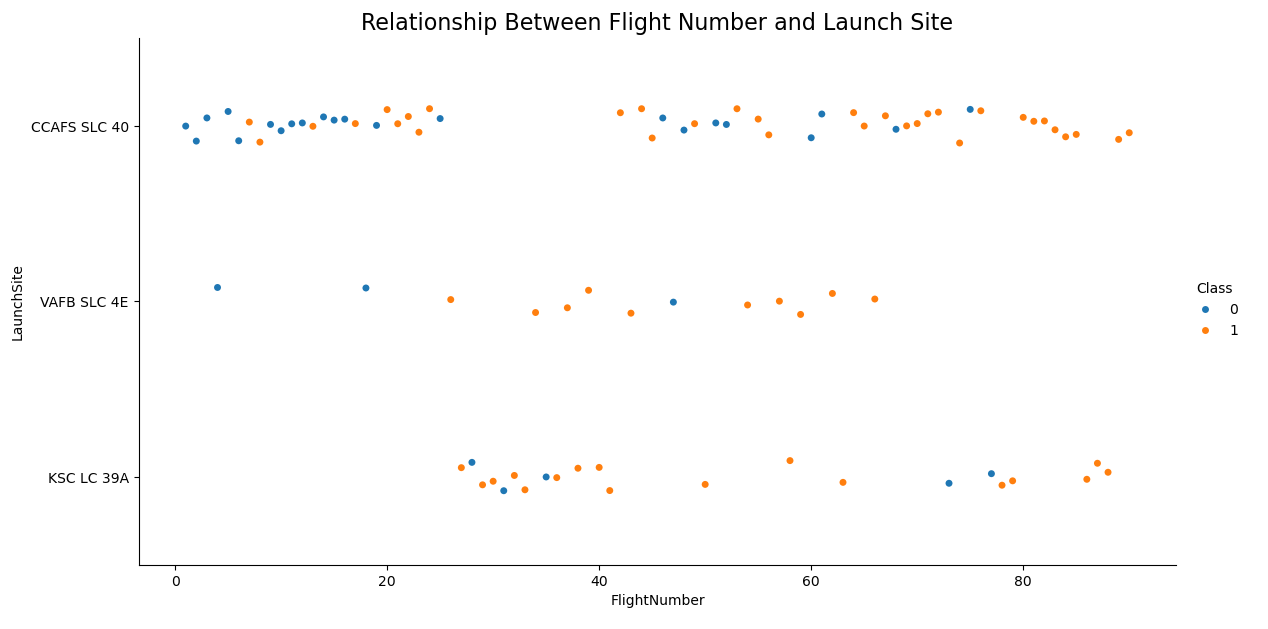 Relationship Between Flight Number and Launch Site
CCAFS SLC 40
VAFB SLC 4E
KSC LC 39A
LaunchSite
0
20
40
60
80
FlightNumber
Class
0
1